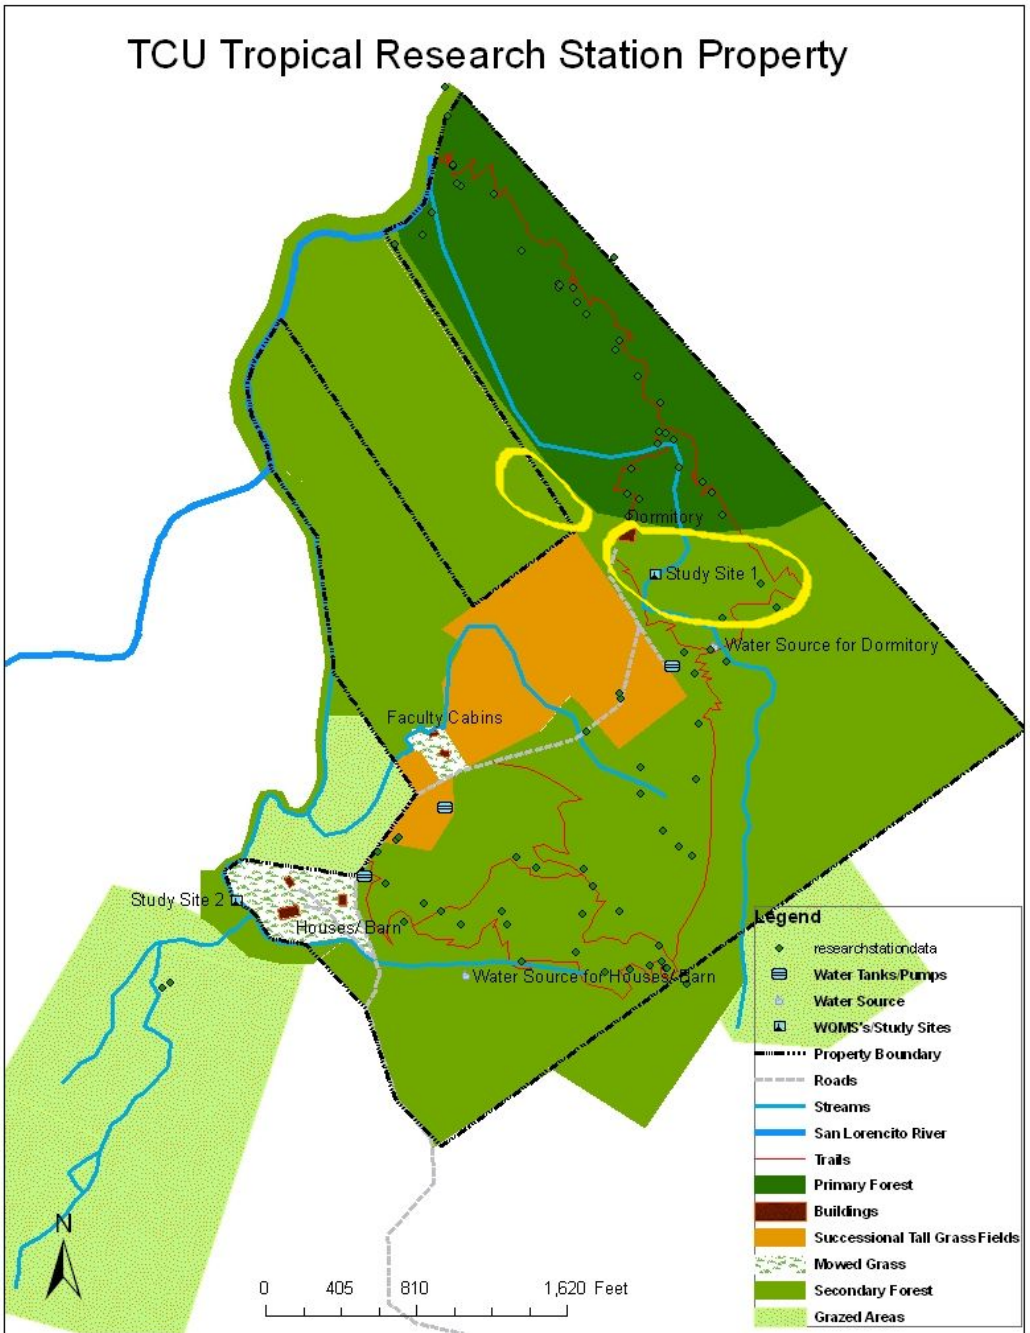 TCU Tropical Research Station Property
Dormitory
Study Site 1
Water Source for Dormitory
Faculty Cabins
Study Site 2
Houses/ Barn
Water Source for Houses/ Barn
Legend
researchstationdata
Water Tanks/Pumps
Water Source
WQMS's/Study Sites
Property Boundary
Roads
Streams
San Lorencito River
Trails
Primary Forest
Buildings
Successional Tall Grass Fields
Mowed Grass
Secondary Forest
Grazed Areas
N
0 405 810 1,620 Feet